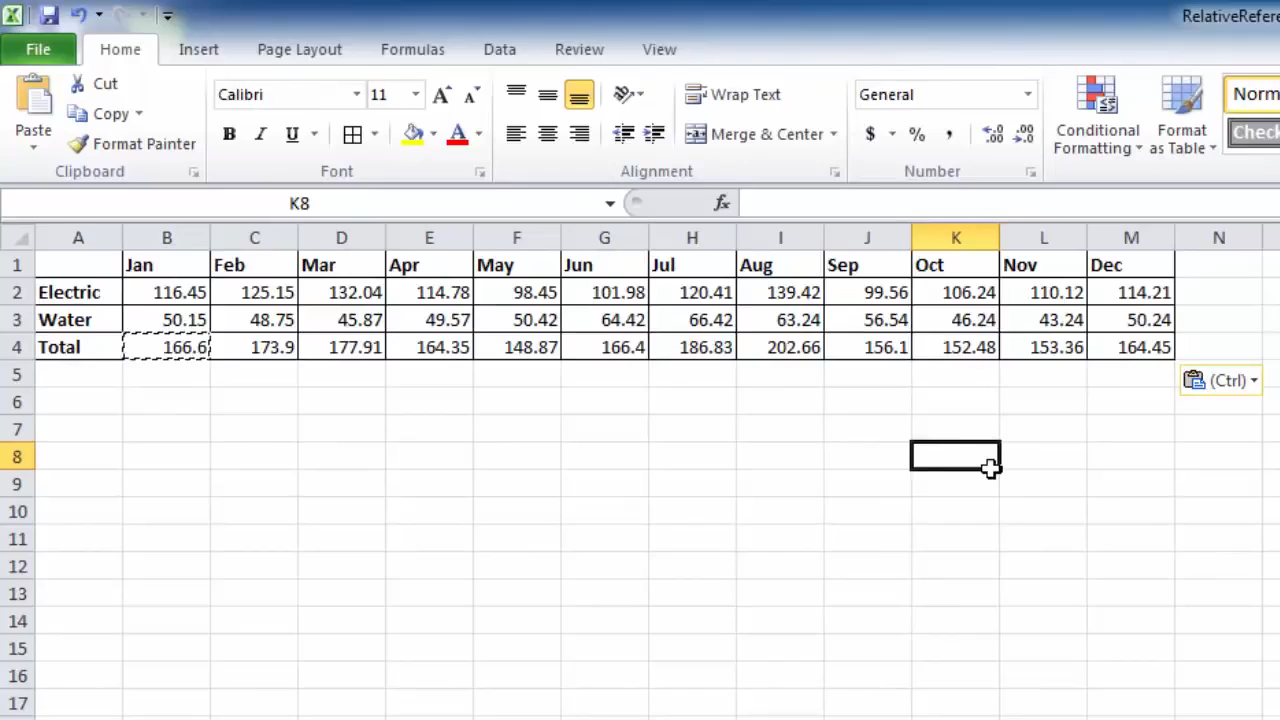 RelativeRefere
File Home Insert Page Layout Formulas Data Review View
Paste Cut Calibri 11 A A Wrap Text General Conditional Formatting Format as Table Norm
Copy
Format Painter B I U A Merge & Center $ % , Check
Clipboard Font Alignment Number
K8 fx
A B C D E F G H I J K L M N
1 Jan Feb Mar Apr May Jun Jul Aug Sep Oct Nov Dec
2 Electric 116.45 125.15 132.04 114.78 98.45 101.98 120.41 139.42 99.56 106.24 110.12 114.21
3 Water 50.15 48.75 45.87 49.57 50.42 64.42 66.42 63.24 56.54 46.24 43.24 50.24
4 Total 166.6 173.9 177.91 164.35 148.87 166.4 186.83 202.66 156.1 152.48 153.36 164.45
5 (Ctrl)
6
7
8
9
10
11
12
13
14
15
16
17